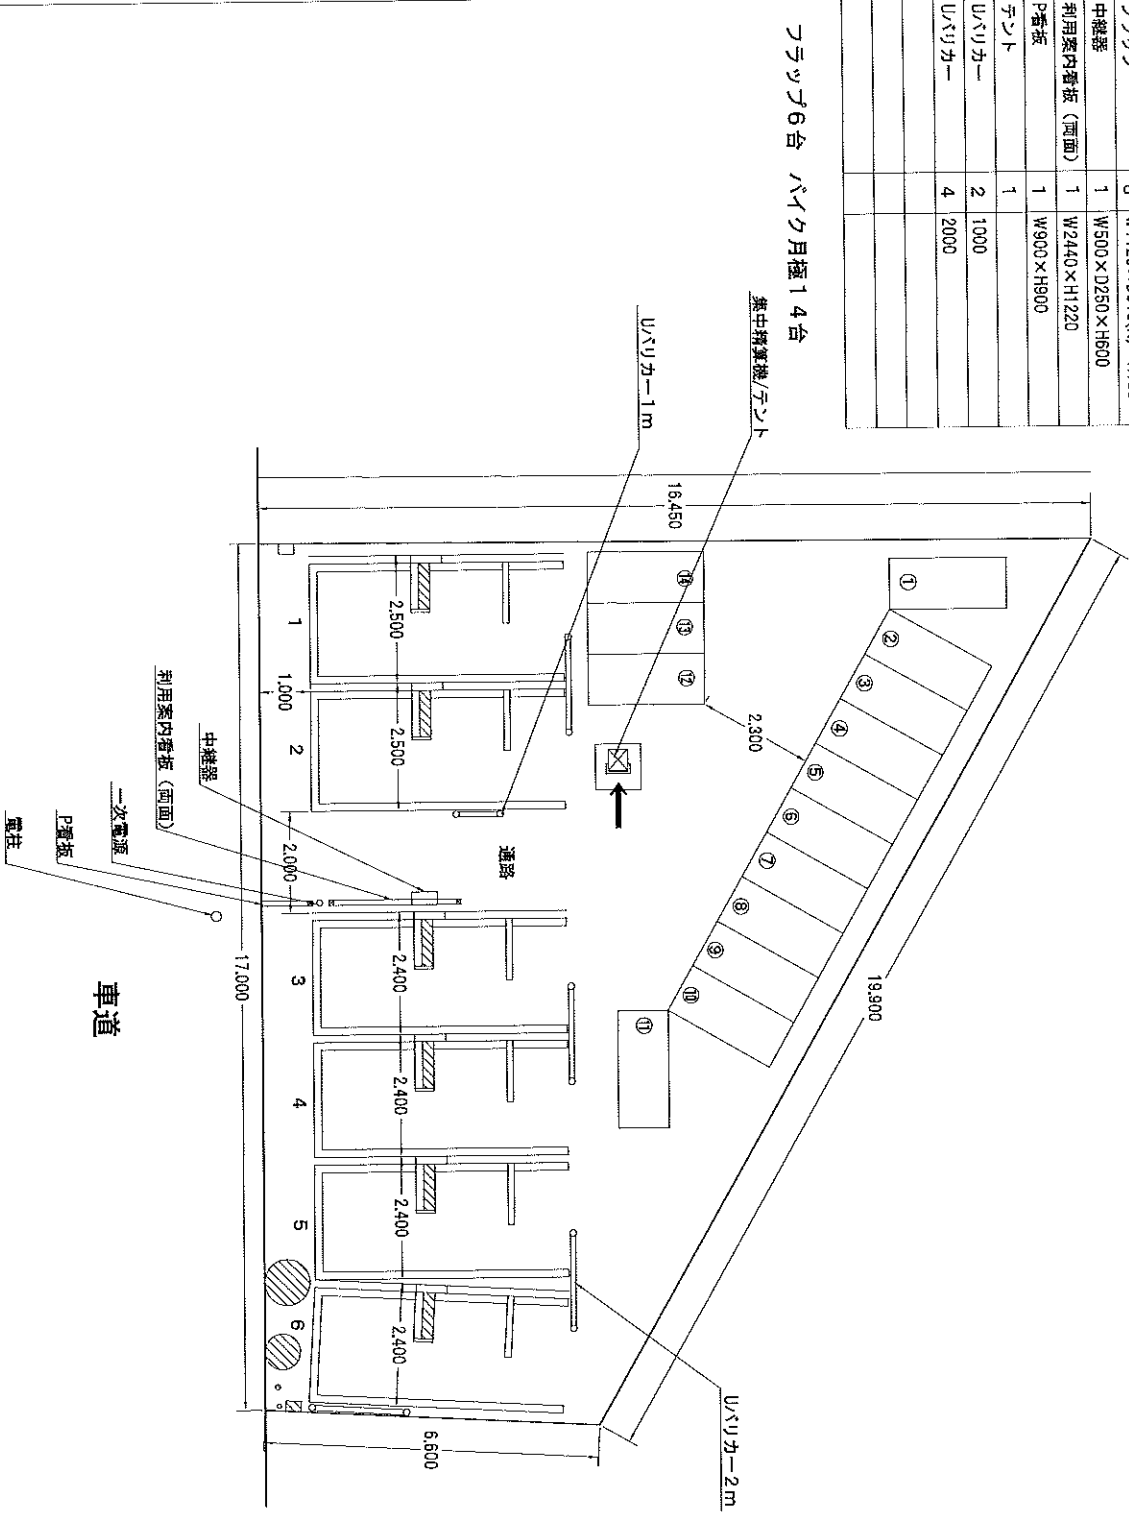 中継器 1 W500×D250×H600
利用案内看板(両面) 1 W2440×H1220
P看板 1 W900×H900
テント 1
Uバリカー 2 1000
Uバリカー 4 2000
フラップ6台 バイク月極14台
集中精算機/テント
Uバリカー1m
16.450
①
②
③
④
⑤
⑥
⑦
⑧
⑨
⑩
⑪
⑭
⑬
⑫
2.300
19.900
2.500
2.500
1
2
1.000
2.000
通路
2.400
2.400
2.400
2.400
3
4
5
6
6.600
Uバリカー2m
17.000
利用案内看板(両面)
中継器
一次電源
P看板
電柱
車道